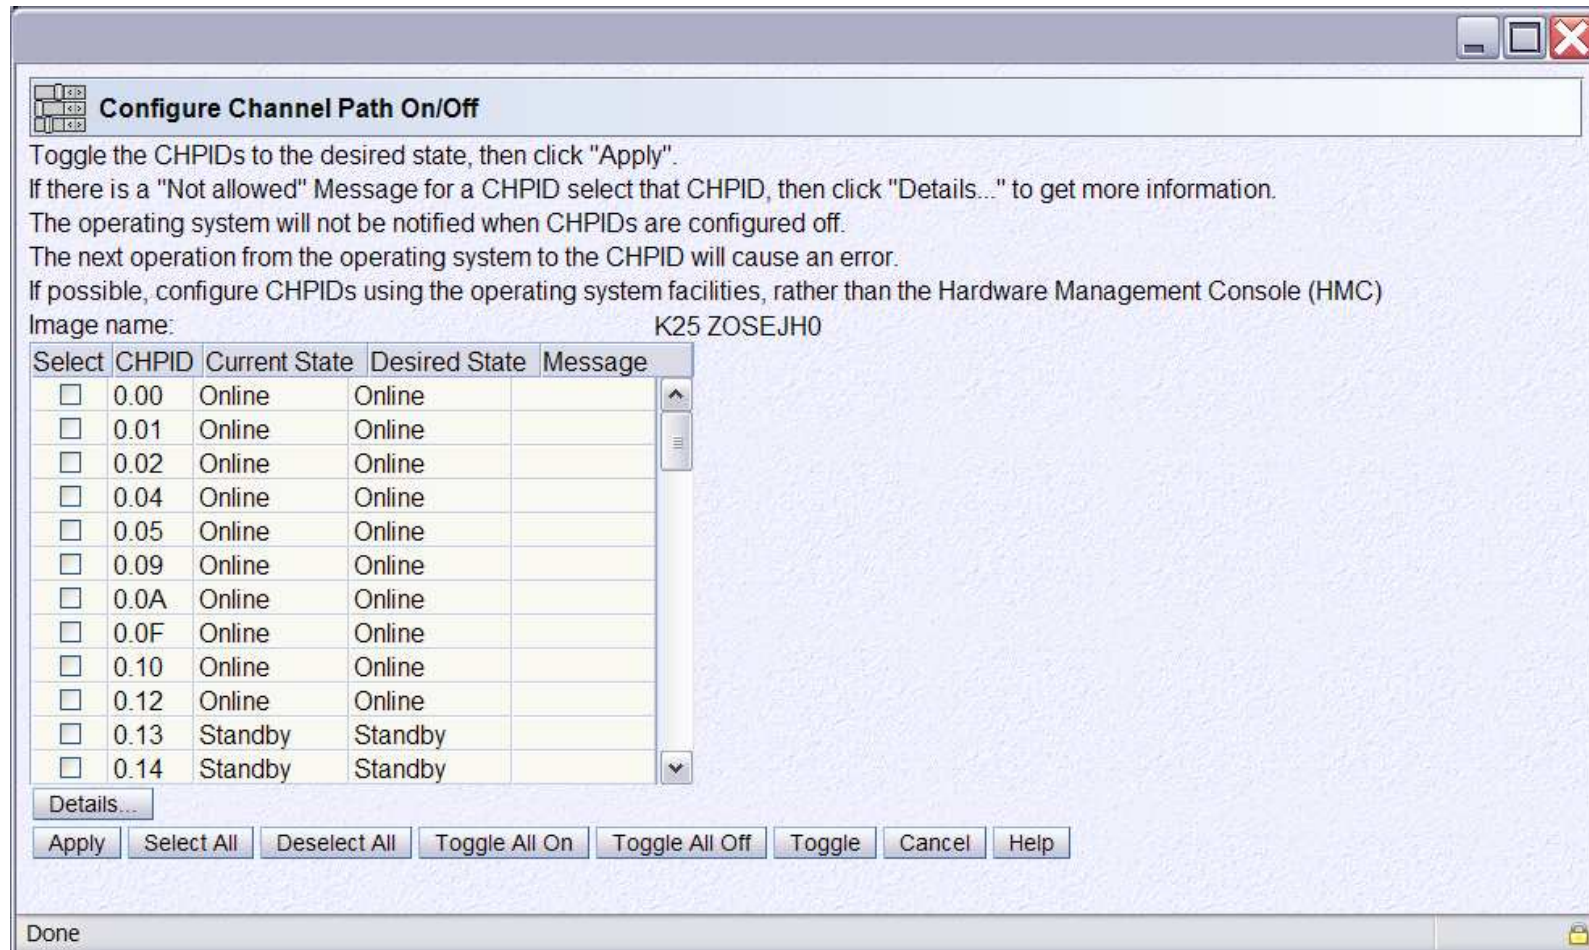 Configure Channel Path On/Off
Toggle the CHPIDs to the desired state, then click "Apply".
If there is a "Not allowed" Message for a CHPID select that CHPID, then click "Details..." to get more information.
The operating system will not be notified when CHPIDs are configured off.
The next operation from the operating system to the CHPID will cause an error.
If possible, configure CHPIDs using the operating system facilities, rather than the Hardware Management Console (HMC)
Image name: K25 ZOSEJH0
Select CHPID Current State Desired State Message
0.00 Online Online
0.01 Online Online
0.02 Online Online
0.04 Online Online
0.05 Online Online
0.09 Online Online
0.0A Online Online
0.0F Online Online
0.10 Online Online
0.12 Online Online
0.13 Standby Standby
0.14 Standby Standby
Details...
Apply Select All Deselect All Toggle All On Toggle All Off Toggle Cancel Help
Done